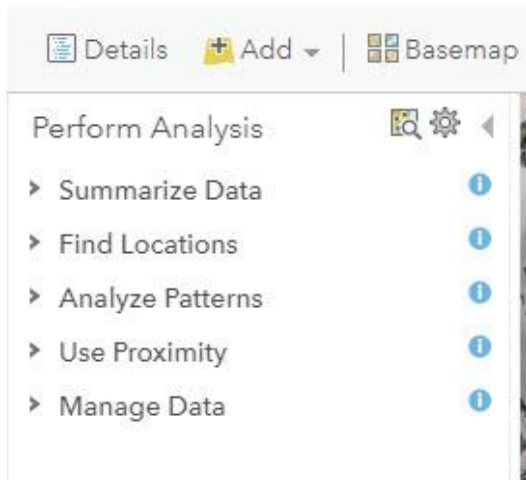 Details Add Basemap
Perform Analysis
Summarize Data
Find Locations
Analyze Patterns
Use Proximity
Manage Data